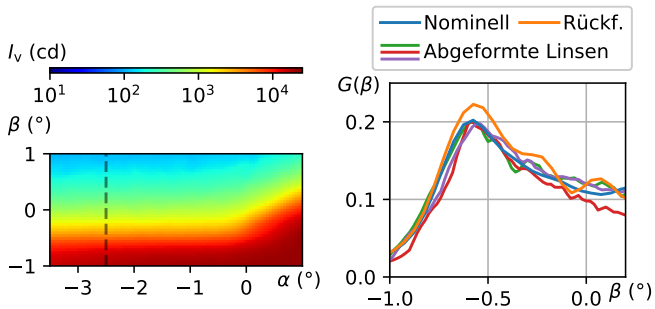 I_v (cd)
10^1 10^2 10^3 10^4
β (°)
1
0
−1
−3 −2 −1 0 α (°)
Nominell Rückf.
Abgeformte Linsen
G(β)
0.2
0.1
0.0
−1.0 −0.5 0.0 β (°)